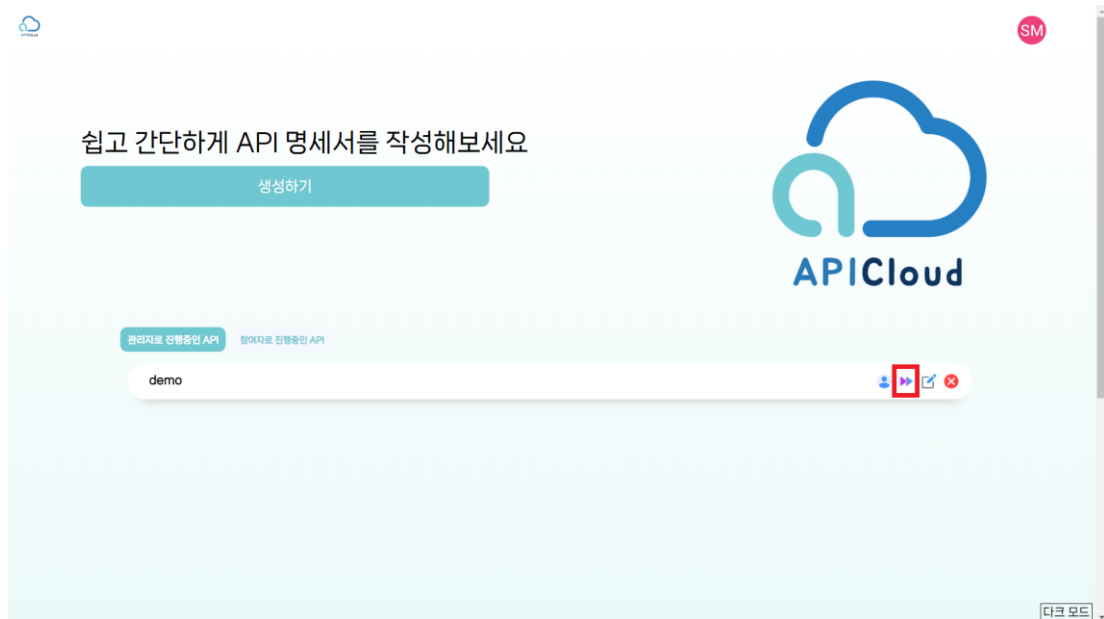 APICloud
SM
쉽고 간단하게 API 명세서를 작성해보세요
생성하기
APICloud
관리자로 진행중인 API
참여자로 진행중인 API
demo
다크 모드